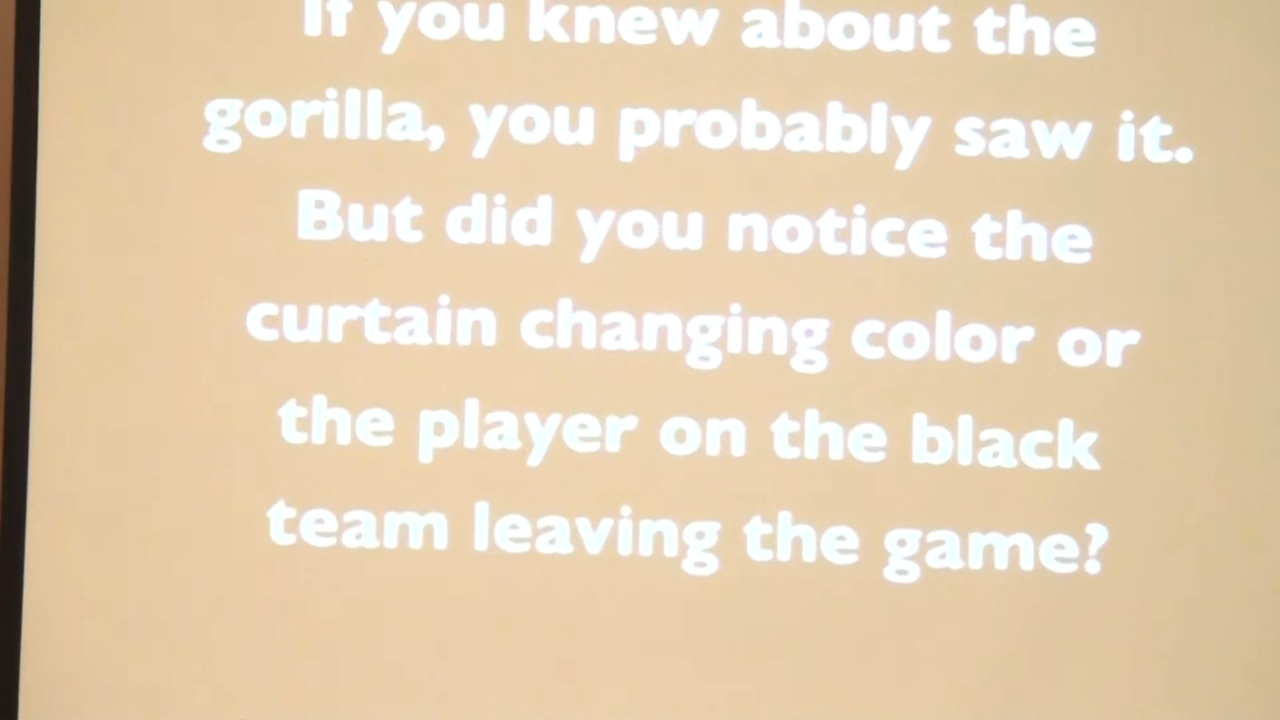 If you knew about the
gorilla, you probably saw it.
But did you notice the
curtain changing color or
the player on the black
team leaving the game?